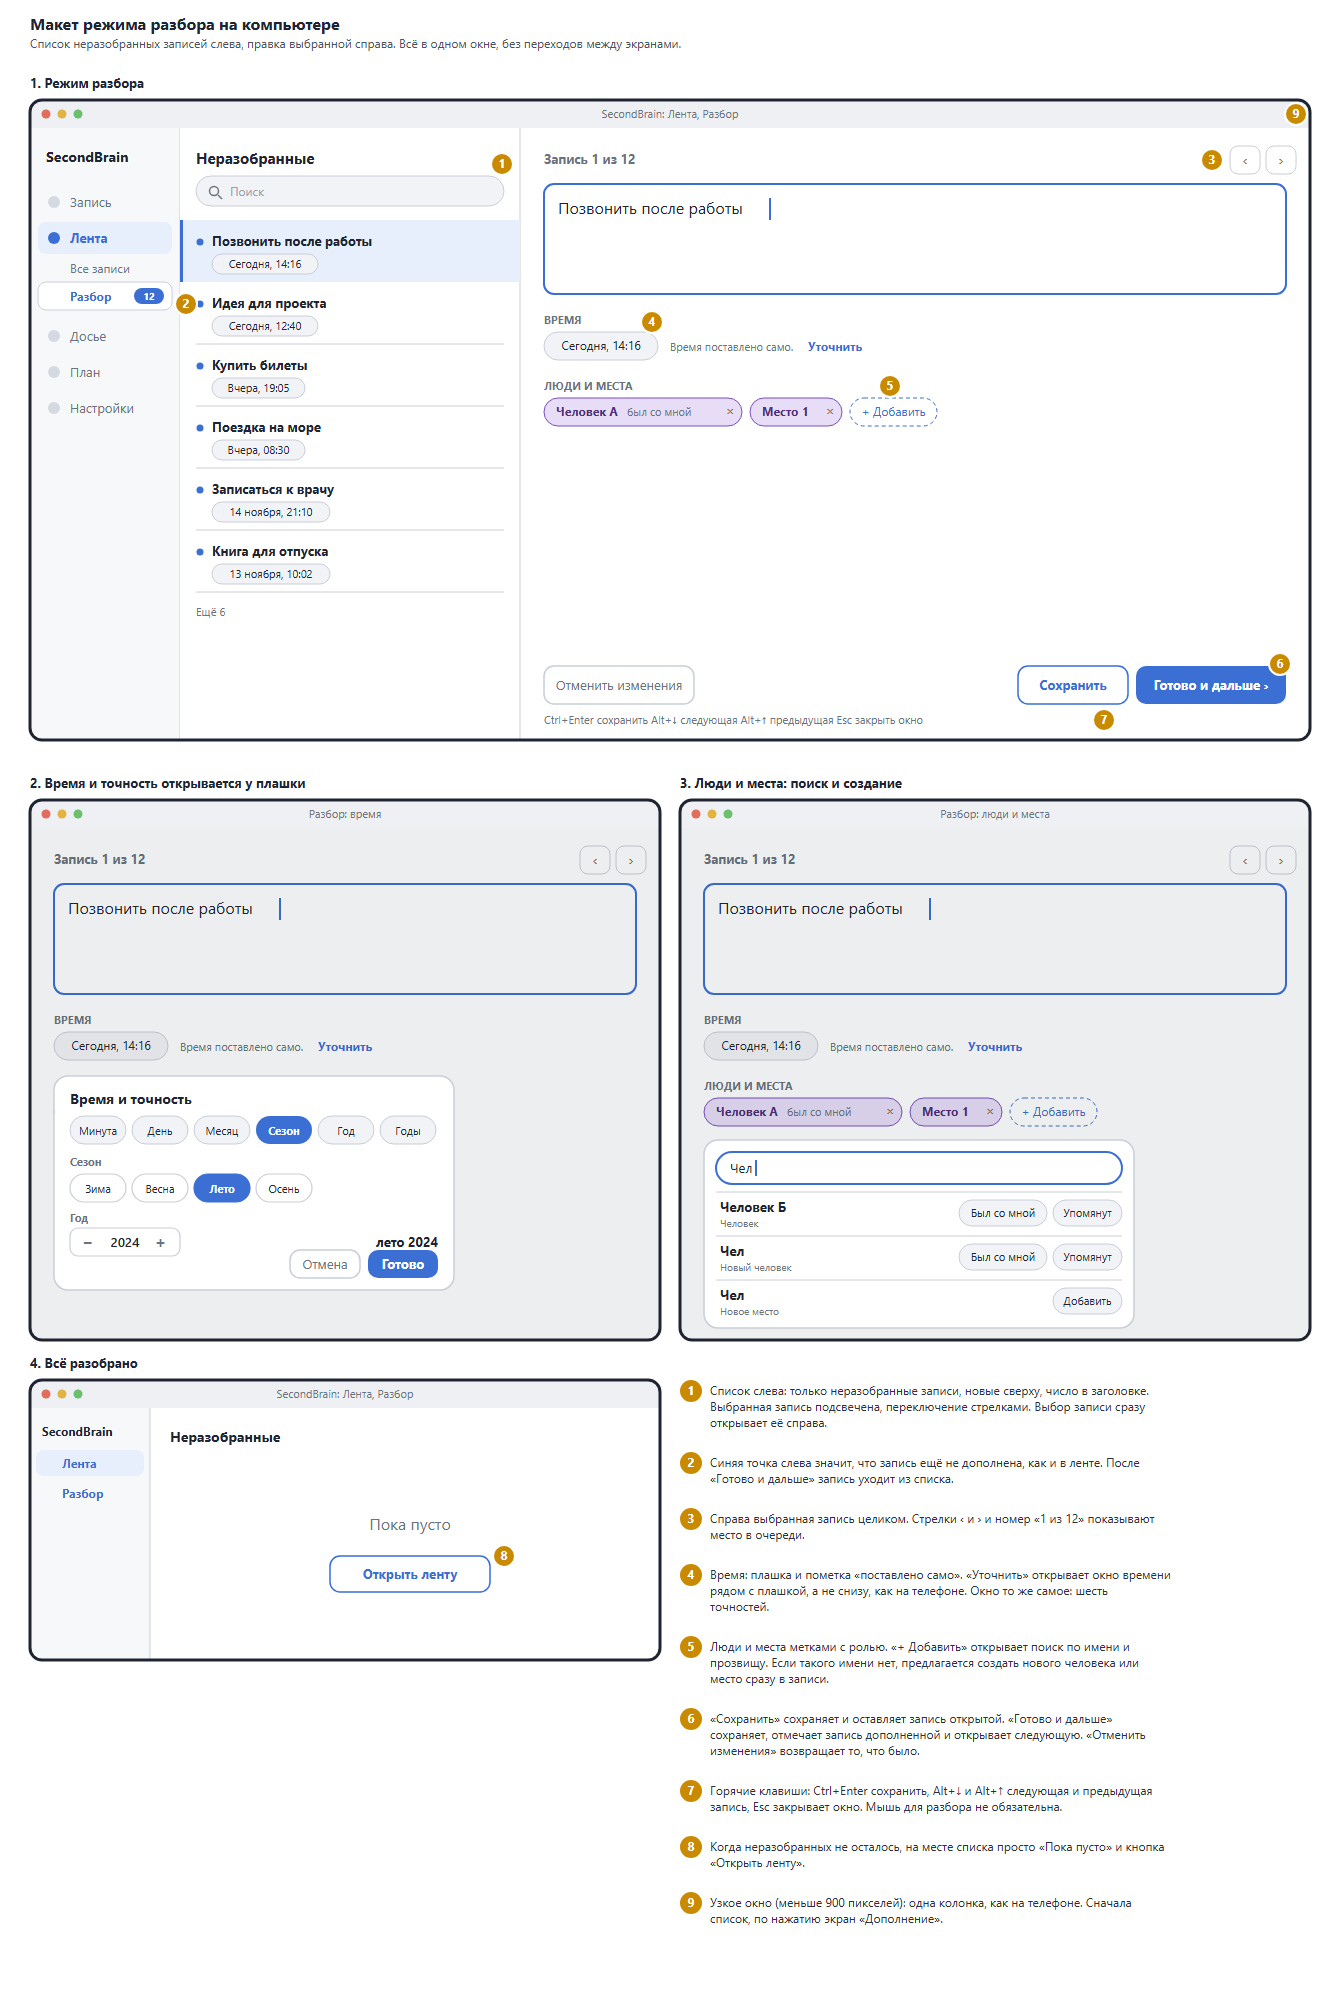 Макет режима разбора на компьютере
Список неразобранных записей слева, правка выбранной справа. Всё в одном окне, без переходов между экранами.
1. Режим разбора
SecondBrain: Лента, Разбор
9
SecondBrain
Запись
Лента
Все записи
Разбор 12
Досье
План
Настройки
Неразобранные
1
Поиск
Позвонить после работы
Сегодня, 14:16
2
Идея для проекта
Сегодня, 12:40
Купить билеты
Вчера, 19:05
Поездка на море
Вчера, 08:30
Записаться к врачу
14 ноября, 21:10
Книга для отпуска
13 ноября, 10:02
Ещё 6
Запись 1 из 12
3
‹ ›
Позвонить после работы
ВРЕМЯ
4
Сегодня, 14:16 Время поставлено само. Уточнить
ЛЮДИ И МЕСТА
5
Человек А был со мной × Место 1 × + Добавить
6
Отменить изменения Сохранить Готово и дальше ›
Ctrl+Enter сохранить Alt+↓ следующая Alt+↑ предыдущая Esc закрыть окно
7
2. Время и точность открывается у плашки
Разбор: время
Запись 1 из 12
‹ ›
Позвонить после работы
ВРЕМЯ
Сегодня, 14:16 Время поставлено само. Уточнить
Время и точность
Минута День Месяц Сезон Год Годы
Сезон
Зима Весна Лето Осень
Год
− 2024 +
лето 2024
Отмена Готово
3. Люди и места: поиск и создание
Разбор: люди и места
Запись 1 из 12
‹ ›
Позвонить после работы
ВРЕМЯ
Сегодня, 14:16 Время поставлено само. Уточнить
ЛЮДИ И МЕСТА
Человек А был со мной × Место 1 × + Добавить
Чел
Человек Б
Человек
Был со мной Упомянут
Чел
Новый человек
Был со мной Упомянут
Чел
Новое место
Добавить
4. Всё разобрано
SecondBrain: Лента, Разбор
SecondBrain
Лента
Разбор
Неразобранные
Пока пусто
8
Открыть ленту
1 Список слева: только неразобранные записи, новые сверху, число в заголовке.
Выбранная запись подсвечена, переключение стрелками. Выбор записи сразу
открывает её справа.
2 Синяя точка слева значит, что запись ещё не дополнена, как и в ленте. После
«Готово и дальше» запись уходит из списка.
3 Справа выбранная запись целиком. Стрелки ‹ и › и номер «1 из 12» показывают
место в очереди.
4 Время: плашка и пометка «поставлено само». «Уточнить» открывает окно времени
рядом с плашкой, а не снизу, как на телефоне. Окно то же самое: шесть
точностей.
5 Люди и места метками с ролью. «+ Добавить» открывает поиск по имени и
прозвищу. Если такого имени нет, предлагается создать нового человека или
место сразу в записи.
6 «Сохранить» сохраняет и оставляет запись открытой. «Готово и дальше»
сохраняет, отмечает запись дополненной и открывает следующую. «Отменить
изменения» возвращает то, что было.
7 Горячие клавиши: Ctrl+Enter сохранить, Alt+↓ и Alt+↑ следующая и предыдущая
запись, Esc закрывает окно. Мышь для разбора не обязательна.
8 Когда неразобранных не осталось, на месте списка просто «Пока пусто» и кнопка
«Открыть ленту».
9 Узкое окно (меньше 900 пикселей): одна колонка, как на телефоне. Сначала
список, по нажатию экран «Дополнение».